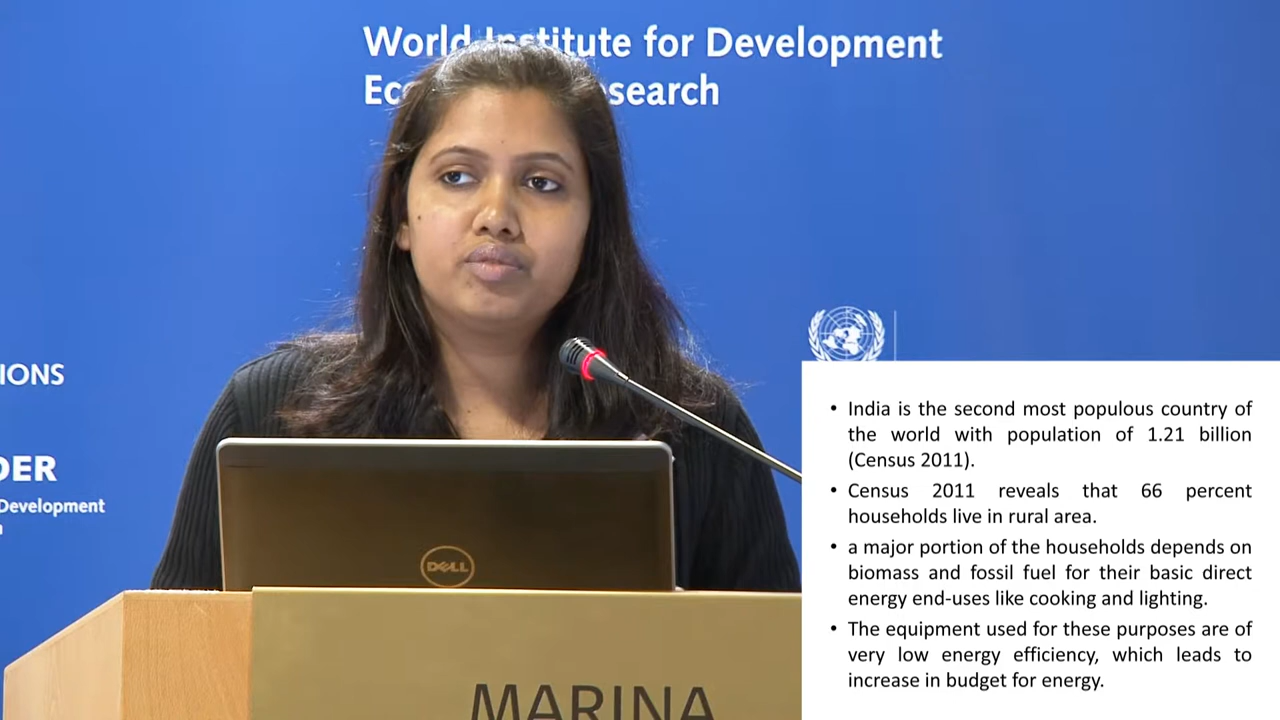 World Institute for Development
Research
IONS
DER
Development
DELL
MARINA
• India is the second most populous country of
the world with population of 1.21 billion
(Census 2011).
• Census 2011 reveals that 66 percent
households live in rural area.
• a major portion of the households depends on
biomass and fossil fuel for their basic direct
energy end-uses like cooking and lighting.
• The equipment used for these purposes are of
very low energy efficiency, which leads to
increase in budget for energy.